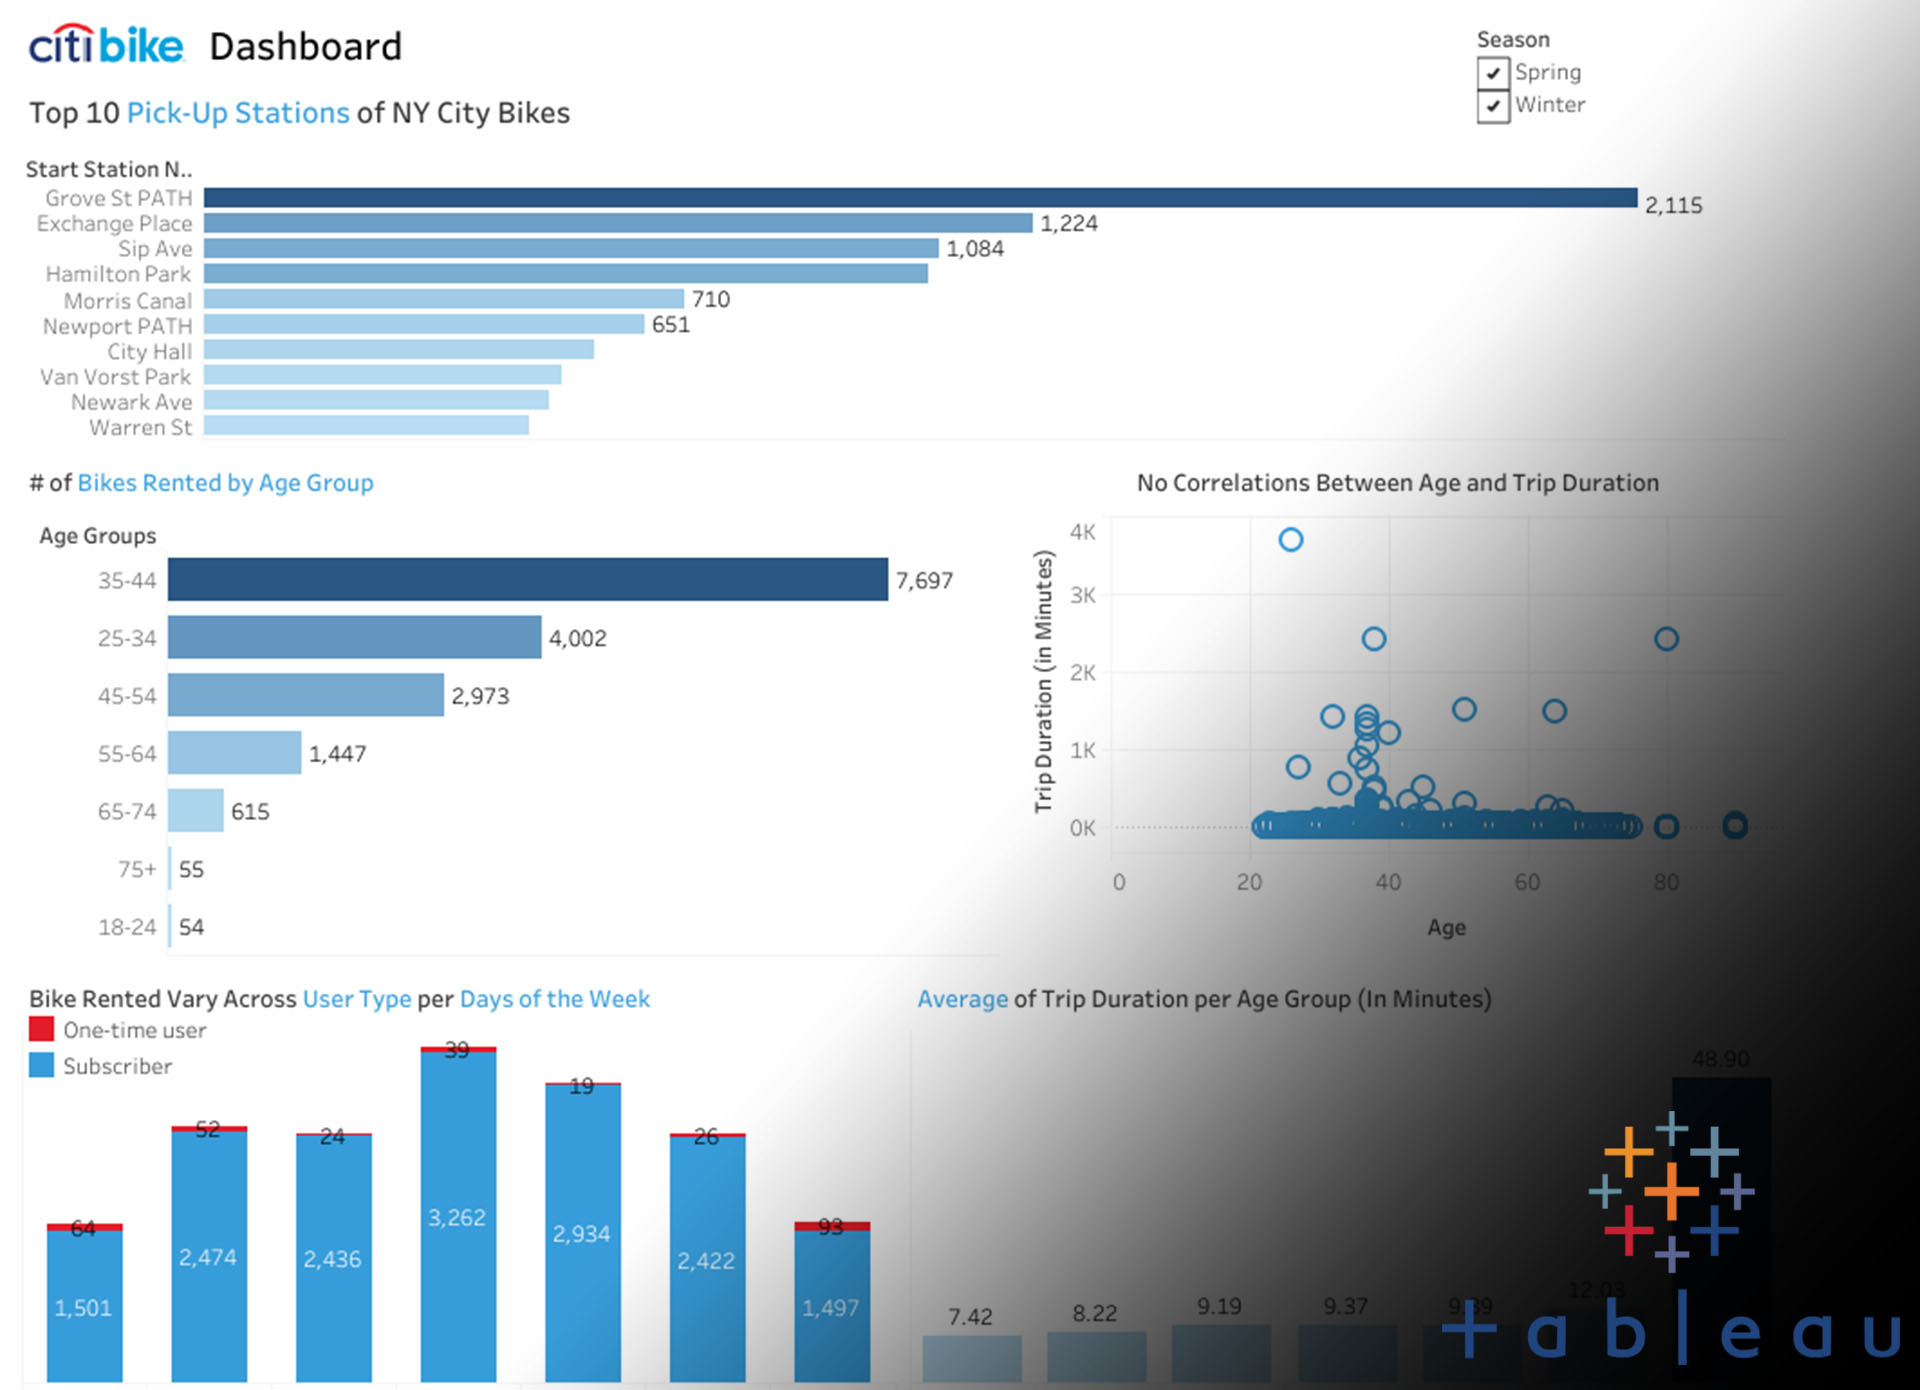 citi bike Dashboard
Season
Spring
Winter
Top 10 Pick-Up Stations of NY City Bikes
Start Station N..
Grove St PATH 2,115
Exchange Place 1,224
Sip Ave 1,084
Hamilton Park
Morris Canal 710
Newport PATH 651
City Hall
Van Vorst Park
Newark Ave
Warren St
# of Bikes Rented by Age Group
Age Groups
35-44 7,697
25-34 4,002
45-54 2,973
55-64 1,447
65-74 615
75+ 55
18-24 54
No Correlations Between Age and Trip Duration
Trip Duration (in Minutes)
4K
3K
2K
1K
0K
0 20 40 60 80
Age
Bike Rented Vary Across User Type per Days of the Week
One-time user
Subscriber
64 52 24 39 19 26 93
1,501 2,474 2,436 3,262 2,934 2,422 1,497
Average of Trip Duration per Age Group (In Minutes)
7.42 8.22 9.19 9.37 9.39 12.03 48.90
+ab|eau